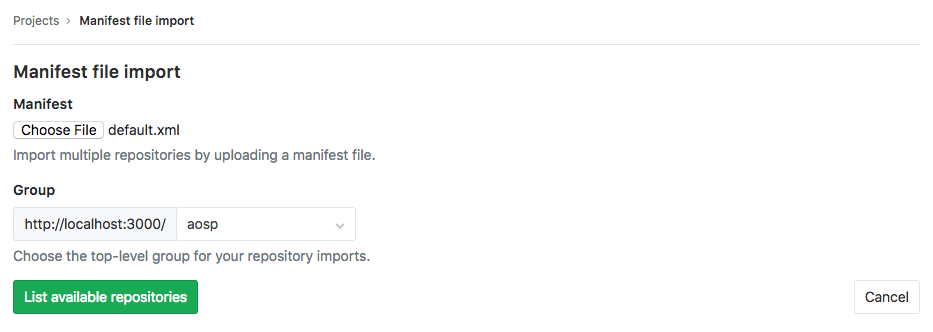 Projects › Manifest file import
Manifest file import
Manifest
Choose File default.xml
Import multiple repositories by uploading a manifest file.
Group
http://localhost:3000/ aosp
Choose the top-level group for your repository imports.
List available repositories Cancel